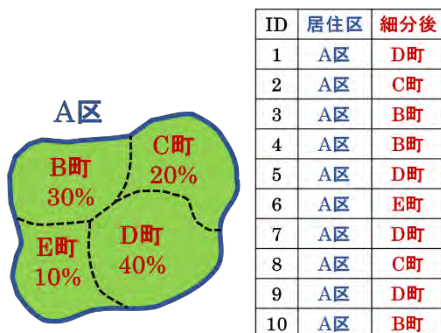 A区
B町
30%
C町
20%
E町
10%
D町
40%
ID 居住区 細分後
1 A区 D町
2 A区 C町
3 A区 B町
4 A区 B町
5 A区 D町
6 A区 E町
7 A区 D町
8 A区 C町
9 A区 D町
10 A区 B町